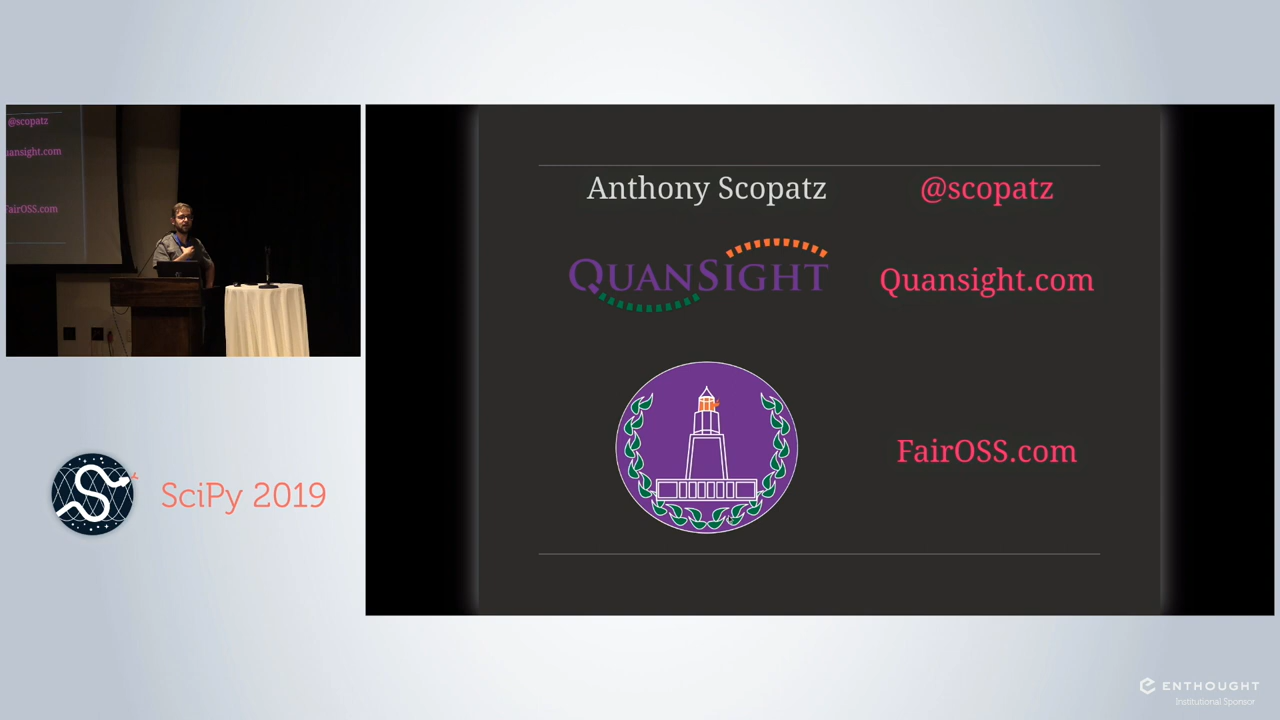 @scopatz
uansight.com
FairOSS.com
Anthony Scopatz
@scopatz
QUANSIGHT
Quansight.com
FairOSS.com
SciPy 2019
ENTHOUGHT
Institutional Sponsor